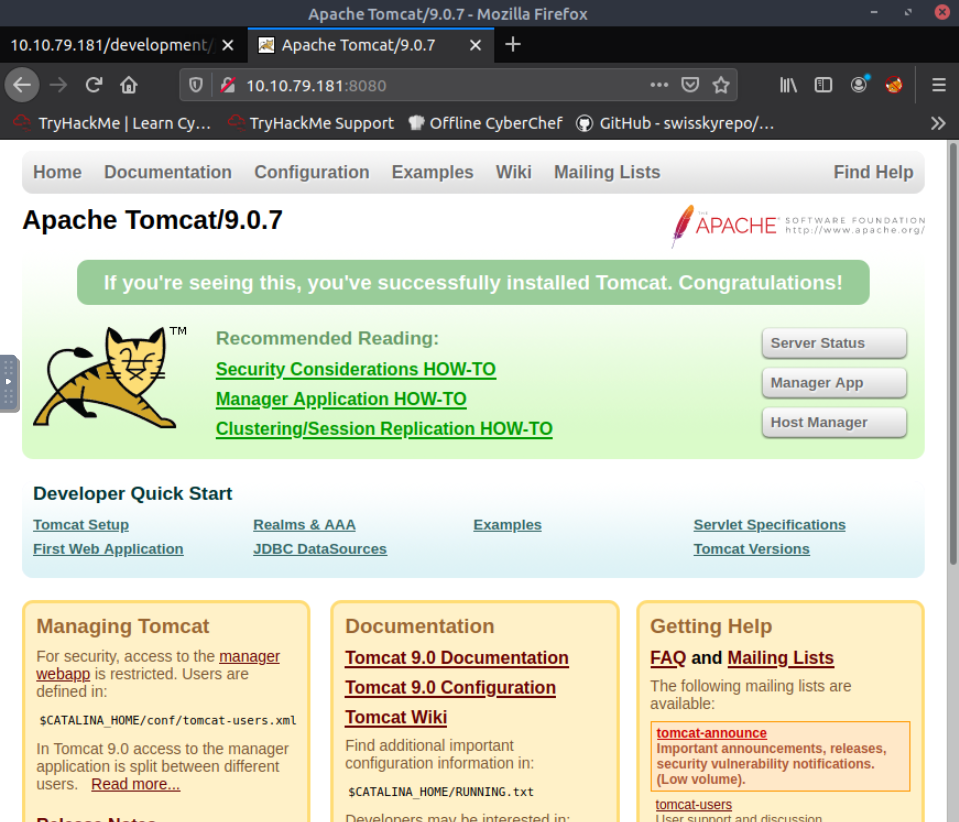 Apache Tomcat/9.0.7 - Mozilla Firefox
10.10.79.181/development/
Apache Tomcat/9.0.7
10.10.79.181:8080
TryHackMe | Learn Cy...
TryHackMe Support
Offline CyberChef
GitHub - swisskyrepo/...
Home Documentation Configuration Examples Wiki Mailing Lists Find Help
Apache Tomcat/9.0.7
THE APACHE SOFTWARE FOUNDATION
http://www.apache.org/
If you're seeing this, you've successfully installed Tomcat. Congratulations!
TM
Recommended Reading:
Security Considerations HOW-TO
Manager Application HOW-TO
Clustering/Session Replication HOW-TO
Server Status
Manager App
Host Manager
Developer Quick Start
Tomcat Setup
First Web Application
Realms & AAA
JDBC DataSources
Examples
Servlet Specifications
Tomcat Versions
Managing Tomcat
For security, access to the manager
webapp is restricted. Users are
defined in:
$CATALINA_HOME/conf/tomcat-users.xml
In Tomcat 9.0 access to the manager
application is split between different
users. Read more...
Release Notes
Documentation
Tomcat 9.0 Documentation
Tomcat 9.0 Configuration
Tomcat Wiki
Find additional important
configuration information in:
$CATALINA_HOME/RUNNING.txt
Developers may be interested in:
Getting Help
FAQ and Mailing Lists
The following mailing lists are
available:
tomcat-announce
Important announcements, releases,
security vulnerability notifications.
(Low volume).
tomcat-users
User support and discussion